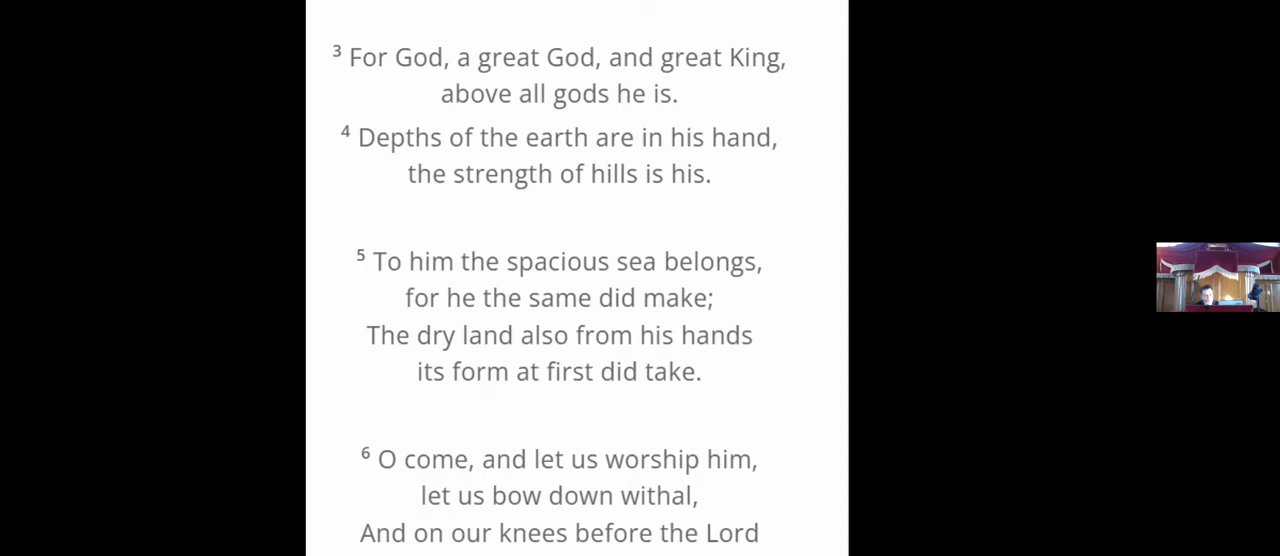 3 For God, a great God, and great King,
above all gods he is.
4 Depths of the earth are in his hand,
the strength of hills is his.
5 To him the spacious sea belongs,
for he the same did make;
The dry land also from his hands
its form at first did take.
6 O come, and let us worship him,
let us bow down withal,
And on our knees before the Lord